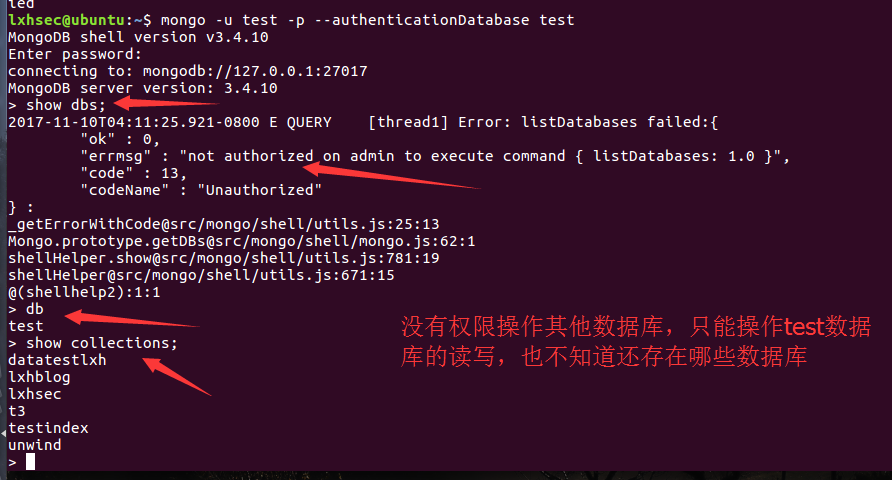 led
lxhsec@ubuntu:~$ mongo -u test -p --authenticationDatabase test
MongoDB shell version v3.4.10
Enter password:
connecting to: mongodb://127.0.0.1:27017
MongoDB server version: 3.4.10
> show dbs;
2017-11-10T04:11:25.921-0800 E QUERY    [thread1] Error: listDatabases failed:{
        "ok" : 0,
        "errmsg" : "not authorized on admin to execute command { listDatabases: 1.0 }",
        "code" : 13,
        "codeName" : "Unauthorized"
} :
_getErrorWithCode@src/mongo/shell/utils.js:25:13
Mongo.prototype.getDBs@src/mongo/shell/mongo.js:62:1
shellHelper.show@src/mongo/shell/utils.js:781:19
shellHelper@src/mongo/shell/utils.js:671:15
@(shellhelp2):1:1
> db
test
> show collections;
datatestlxh
lxhblog
lxhsec
t3
testindex
unwind
>
没有权限操作其他数据库，只能操作test数据
库的读写，也不知道还存在哪些数据库